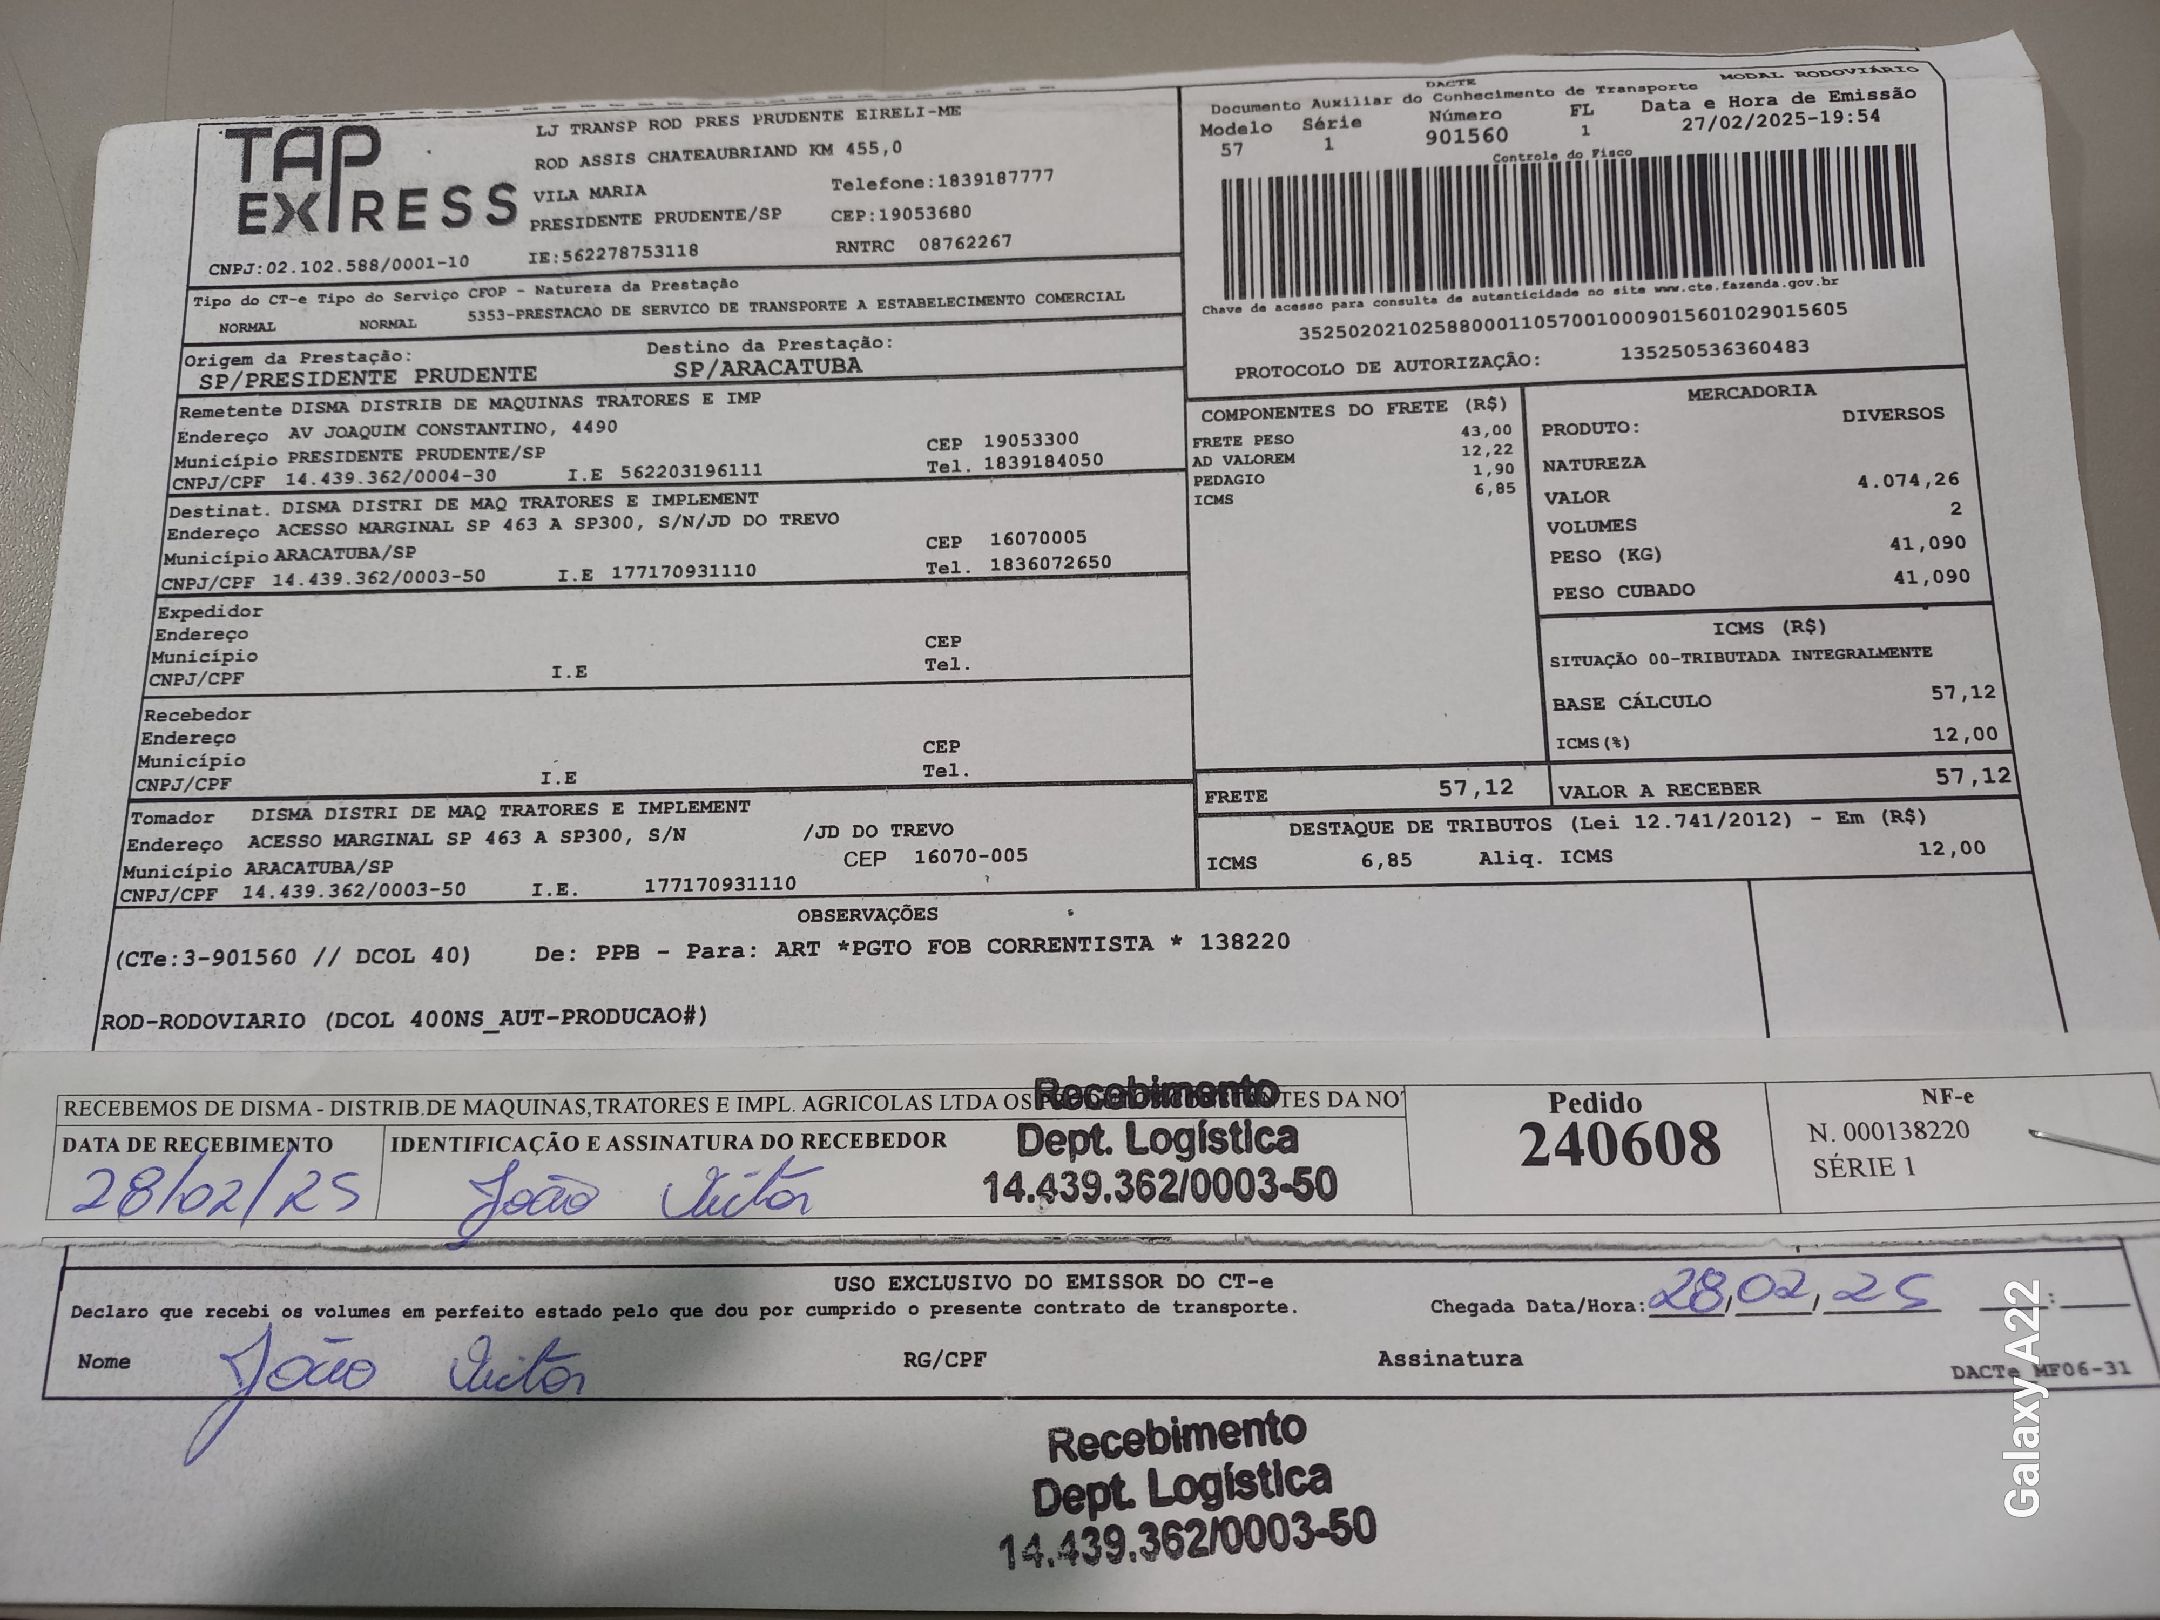 TAP
EXPRESS
LJ TRANSP ROD PRES PRUDENTE EIRELI-ME
ROD ASSIS CHATEAUBRIAND KM 455,0
VILA MARIA Telefone:1839187777
PRESIDENTE PRUDENTE/SP CEP:19053680
CNPJ:02.102.588/0001-10 IE:562278753118 RNTRC 08762267
DACTE MODAL RODOVIÁRIO
Documento Auxiliar do Conhecimento de Transporte
Modelo Série Número FL Data e Hora de Emissão
57 1 901560 1 27/02/2025-19:54
Controle do Fisco
Chave de acesso para consulta de autenticidade no site www.cte.fazenda.gov.br
35250202102588000110570010009015601029015605
PROTOCOLO DE AUTORIZAÇÃO: 135250536360483
Tipo do CT-e Tipo do Serviço CFOP - Natureza da Prestação
NORMAL NORMAL 5353-PRESTACAO DE SERVICO DE TRANSPORTE A ESTABELECIMENTO COMERCIAL
Origem da Prestação: Destino da Prestação:
SP/PRESIDENTE PRUDENTE SP/ARACATUBA
Remetente DISMA DISTRIB DE MAQUINAS TRATORES E IMP
Endereço AV JOAQUIM CONSTANTINO, 4490
Município PRESIDENTE PRUDENTE/SP CEP 19053300
CNPJ/CPF 14.439.362/0004-30 I.E 562203196111 Tel. 1839184050
Destinat. DISMA DISTRI DE MAQ TRATORES E IMPLEMENT
Endereço ACESSO MARGINAL SP 463 A SP300, S/N/JD DO TREVO
Município ARACATUBA/SP CEP 16070005
CNPJ/CPF 14.439.362/0003-50 I.E 177170931110 Tel. 1836072650
Expedidor
Endereço
Município CEP
CNPJ/CPF I.E Tel.
Recebedor
Endereço
Município CEP
CNPJ/CPF I.E Tel.
Tomador DISMA DISTRI DE MAQ TRATORES E IMPLEMENT
Endereço ACESSO MARGINAL SP 463 A SP300, S/N /JD DO TREVO
Município ARACATUBA/SP CEP 16070-005
CNPJ/CPF 14.439.362/0003-50 I.E. 177170931110
COMPONENTES DO FRETE (R$)
FRETE PESO 43,00
AD VALOREM 12,22
PEDAGIO 1,90
ICMS 6,85
MERCADORIA
PRODUTO: DIVERSOS
NATUREZA
VALOR 4.074,26
VOLUMES 2
PESO (KG) 41,090
PESO CUBADO 41,090
ICMS (R$)
SITUAÇÃO 00-TRIBUTADA INTEGRALMENTE
BASE CÁLCULO 57,12
ICMS(%) 12,00
FRETE 57,12 VALOR A RECEBER 57,12
DESTAQUE DE TRIBUTOS (Lei 12.741/2012) - Em (R$)
ICMS 6,85 Aliq. ICMS 12,00
OBSERVAÇÕES
(CTe:3-901560 // DCOL 40) De: PPB - Para: ART *PGTO FOB CORRENTISTA * 138220
ROD-RODOVIARIO (DCOL 400NS_AUT-PRODUCAO#)
RECEBEMOS DE DISMA - DISTRIB.DE MAQUINAS,TRATORES E IMPL. AGRICOLAS LTDA OS
DATA DE RECEBIMENTO IDENTIFICAÇÃO E ASSINATURA DO RECEBEDOR
28/02/25 João Victor
Recebimento
Dept. Logística
14.439.362/0003-50
Pedido
240608
NF-e
N. 000138220
SÉRIE 1
USO EXCLUSIVO DO EMISSOR DO CT-e
Declaro que recebi os volumes em perfeito estado pelo que dou por cumprido o presente contrato de transporte. Chegada Data/Hora: 28/02/25 :
Nome João Victor RG/CPF Assinatura
DACTe MF06-31
Recebimento
Dept. Logística
14.439.362/0003-50
Galaxy A22